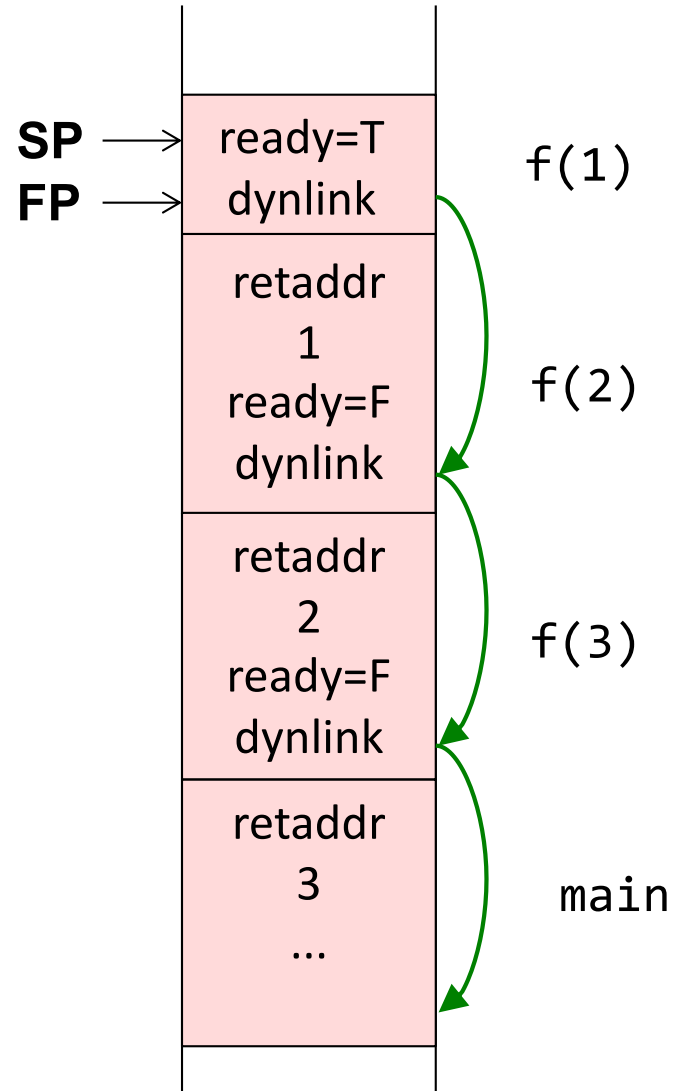 SP
FP
ready=T
dynlink
f(1)
retaddr
1
ready=F
dynlink
f(2)
retaddr
2
ready=F
dynlink
f(3)
retaddr
3
...
main